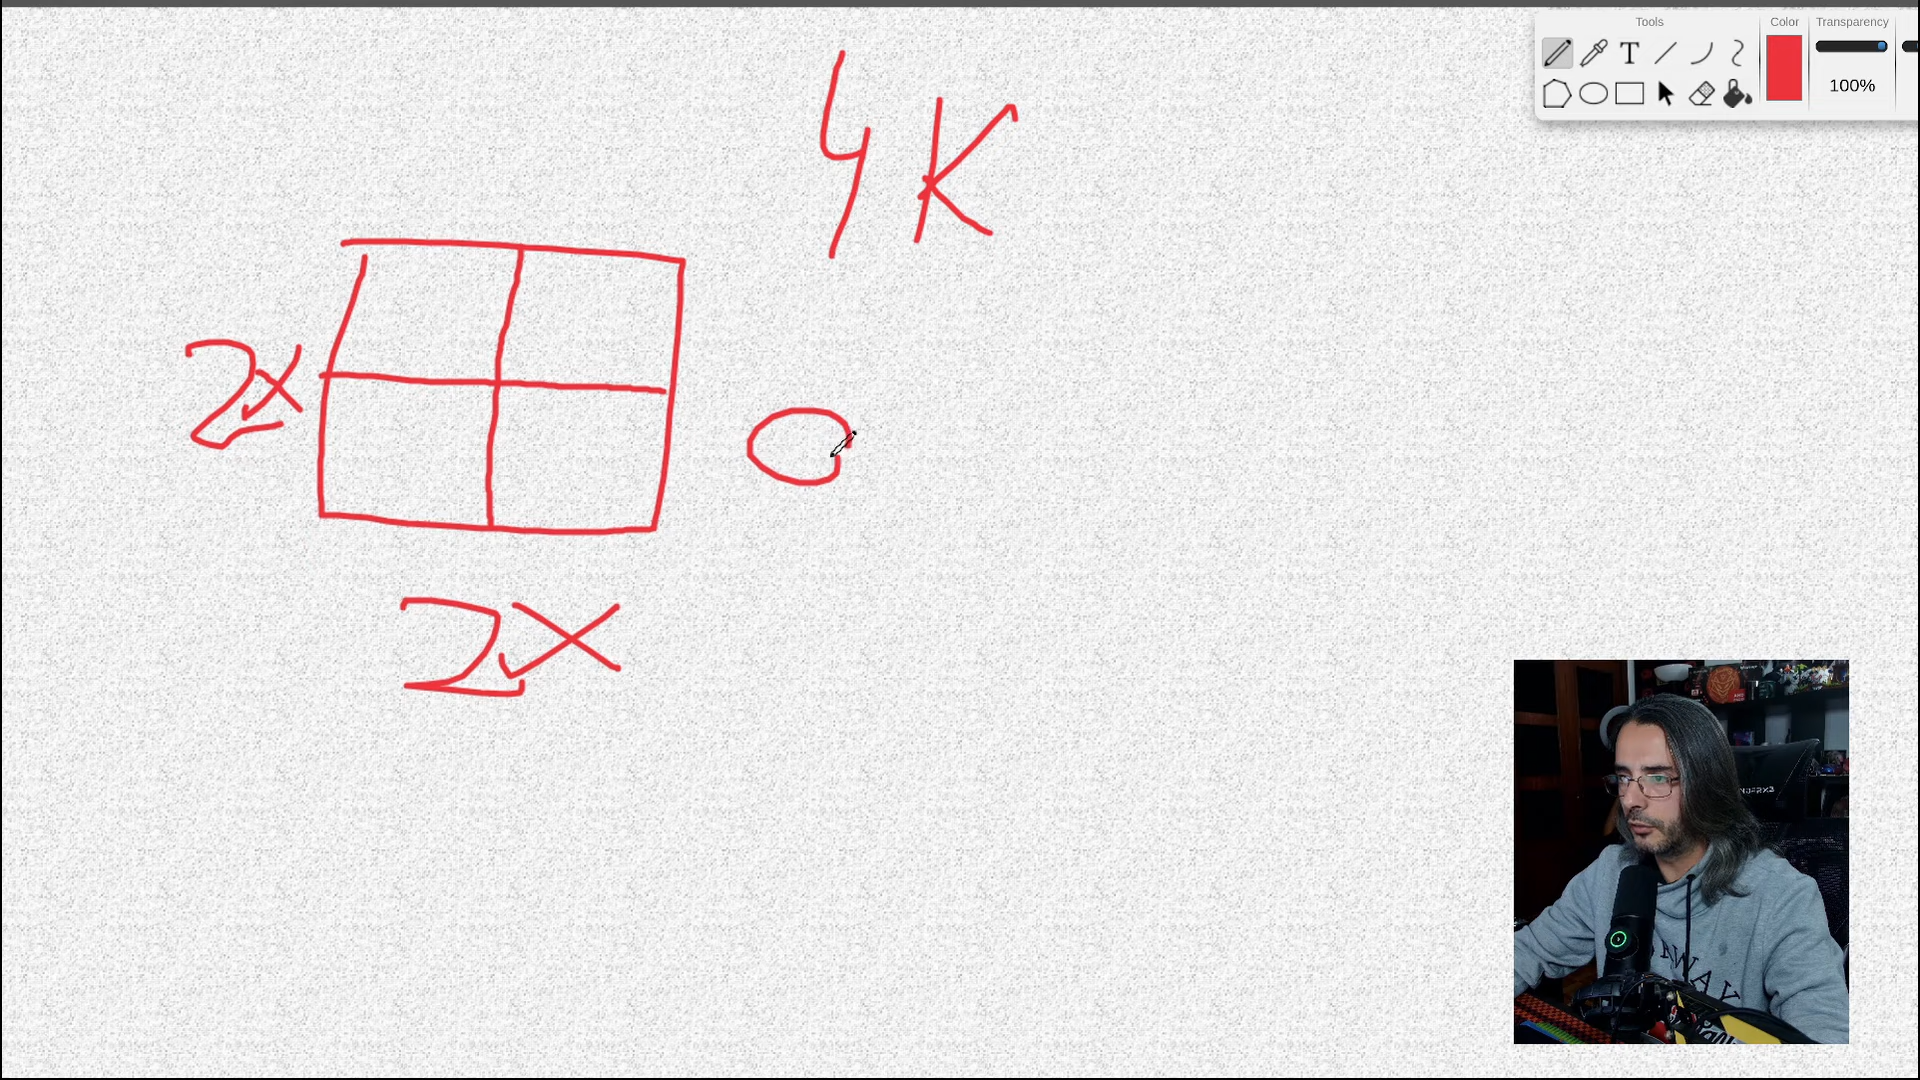 Tools
Color
Transparency
T
100%
4K
2x
2x